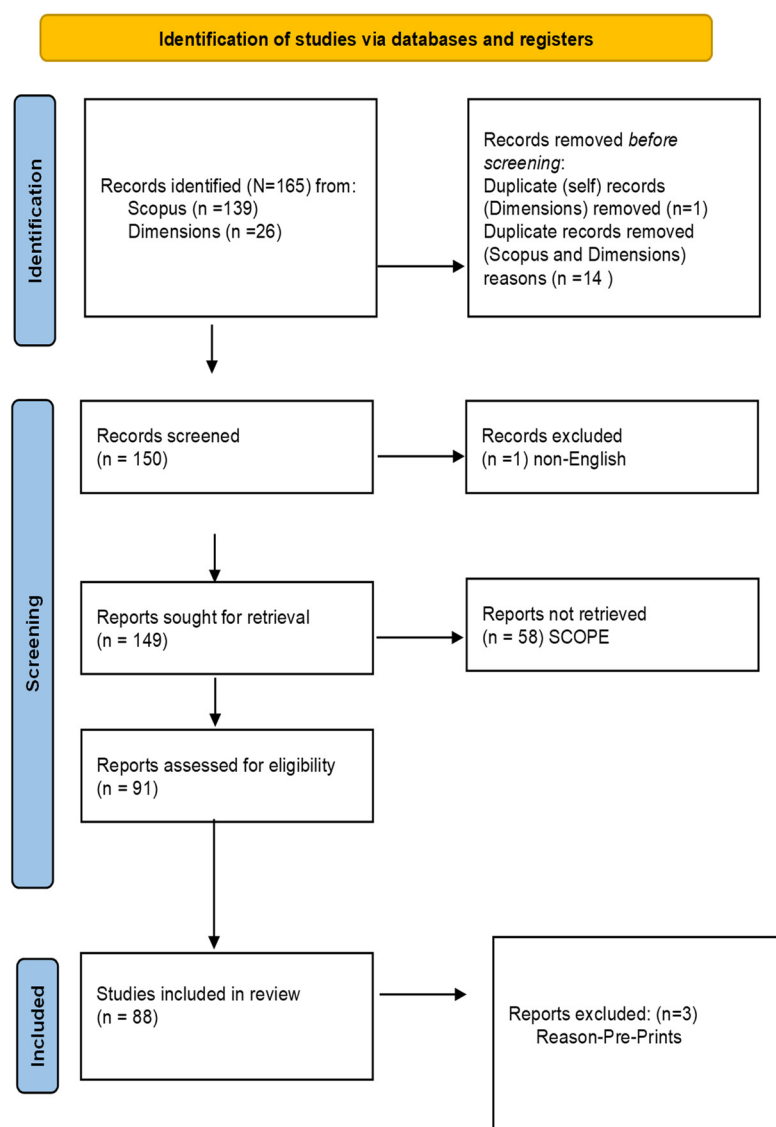 Identification of studies via databases and registers
Identification
Records identified (N=165) from:
Scopus (n =139)
Dimensions (n =26)
Records removed before
screening:
Duplicate (self) records
(Dimensions) removed (n=1)
Duplicate records removed
(Scopus and Dimensions)
reasons (n =14 )
Screening
Records screened
(n = 150)
Records excluded
(n =1) non-English
Reports sought for retrieval
(n = 149)
Reports not retrieved
(n = 58) SCOPE
Reports assessed for eligibility
(n = 91)
Included
Studies included in review
(n = 88)
Reports excluded: (n=3)
Reason-Pre-Prints